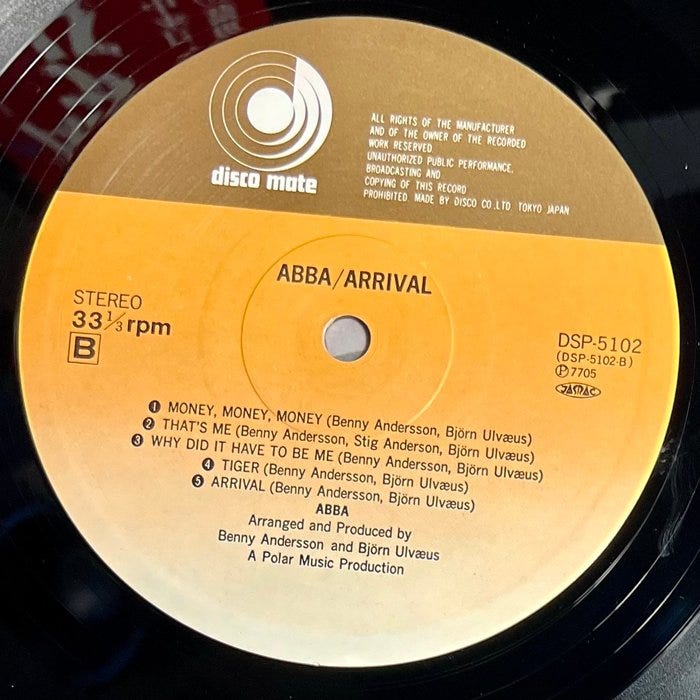 disco mate
ALL RIGHTS OF THE MANUFACTURER
AND OF THE OWNER OF THE RECORDED
WORK RESERVED
UNAUTHORIZED PUBLIC PERFORMANCE,
BROADCASTING AND
COPYING OF THIS RECORD
PROHIBITED. MADE BY DISCO CO.,LTD. TOKYO JAPAN
ABBA/ARRIVAL
STEREO
33 1/3 rpm
B
DSP-5102
(DSP-5102-B)
Ⓟ7705
JASRAC
❶ MONEY, MONEY, MONEY (Benny Andersson, Björn Ulvæus)
❷ THAT'S ME (Benny Andersson, Stig Anderson, Björn Ulvæus)
❸ WHY DID IT HAVE TO BE ME (Benny Andersson, Björn Ulvæus)
❹ TIGER (Benny Andersson, Björn Ulvæus)
❺ ARRIVAL (Benny Andersson, Björn Ulvæus)
ABBA
Arranged and Produced by
Benny Andersson and Björn Ulvæus
A Polar Music Production